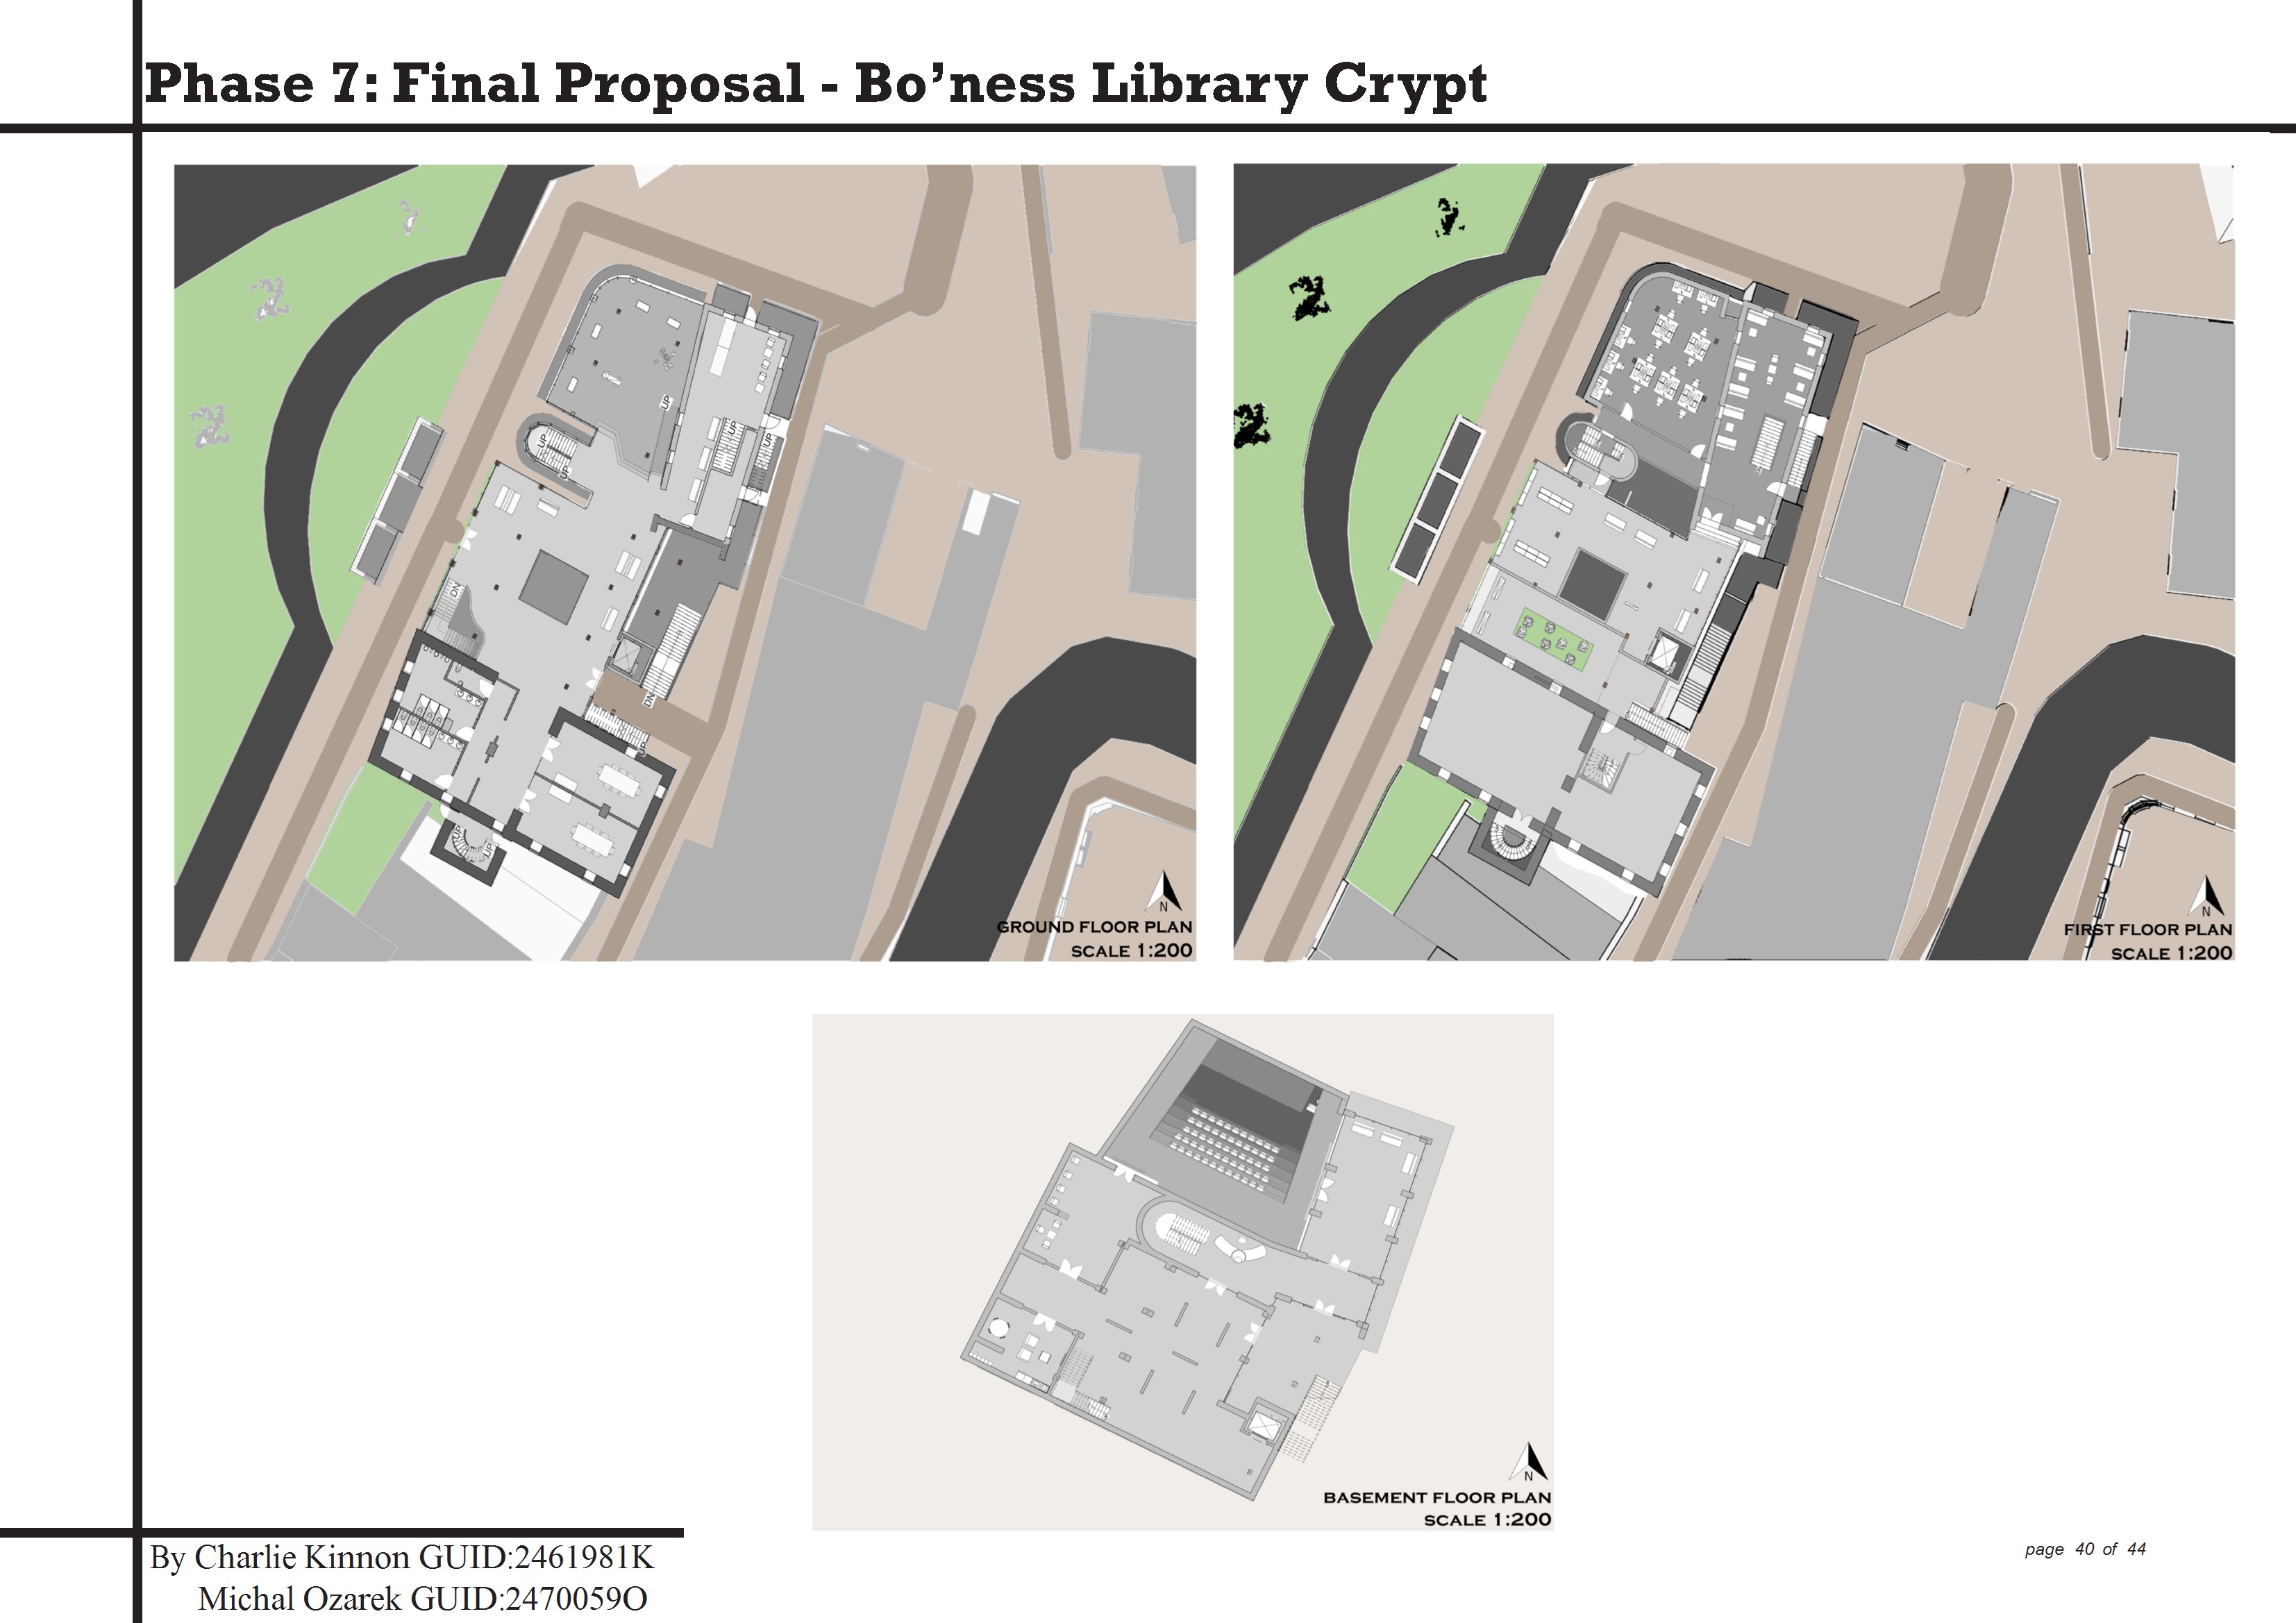 Phase 7: Final Proposal - Bo’ness Library Crypt
UP
UP
UP
UP
UP
DN
DN
UP
UP
UP
N
GROUND FLOOR PLAN
SCALE 1:200
N
FIRST FLOOR PLAN
SCALE 1:200
N
BASEMENT FLOOR PLAN
SCALE 1:200
By Charlie Kinnon GUID:2461981K
Michal Ozarek GUID:2470059O
page 40 of 44